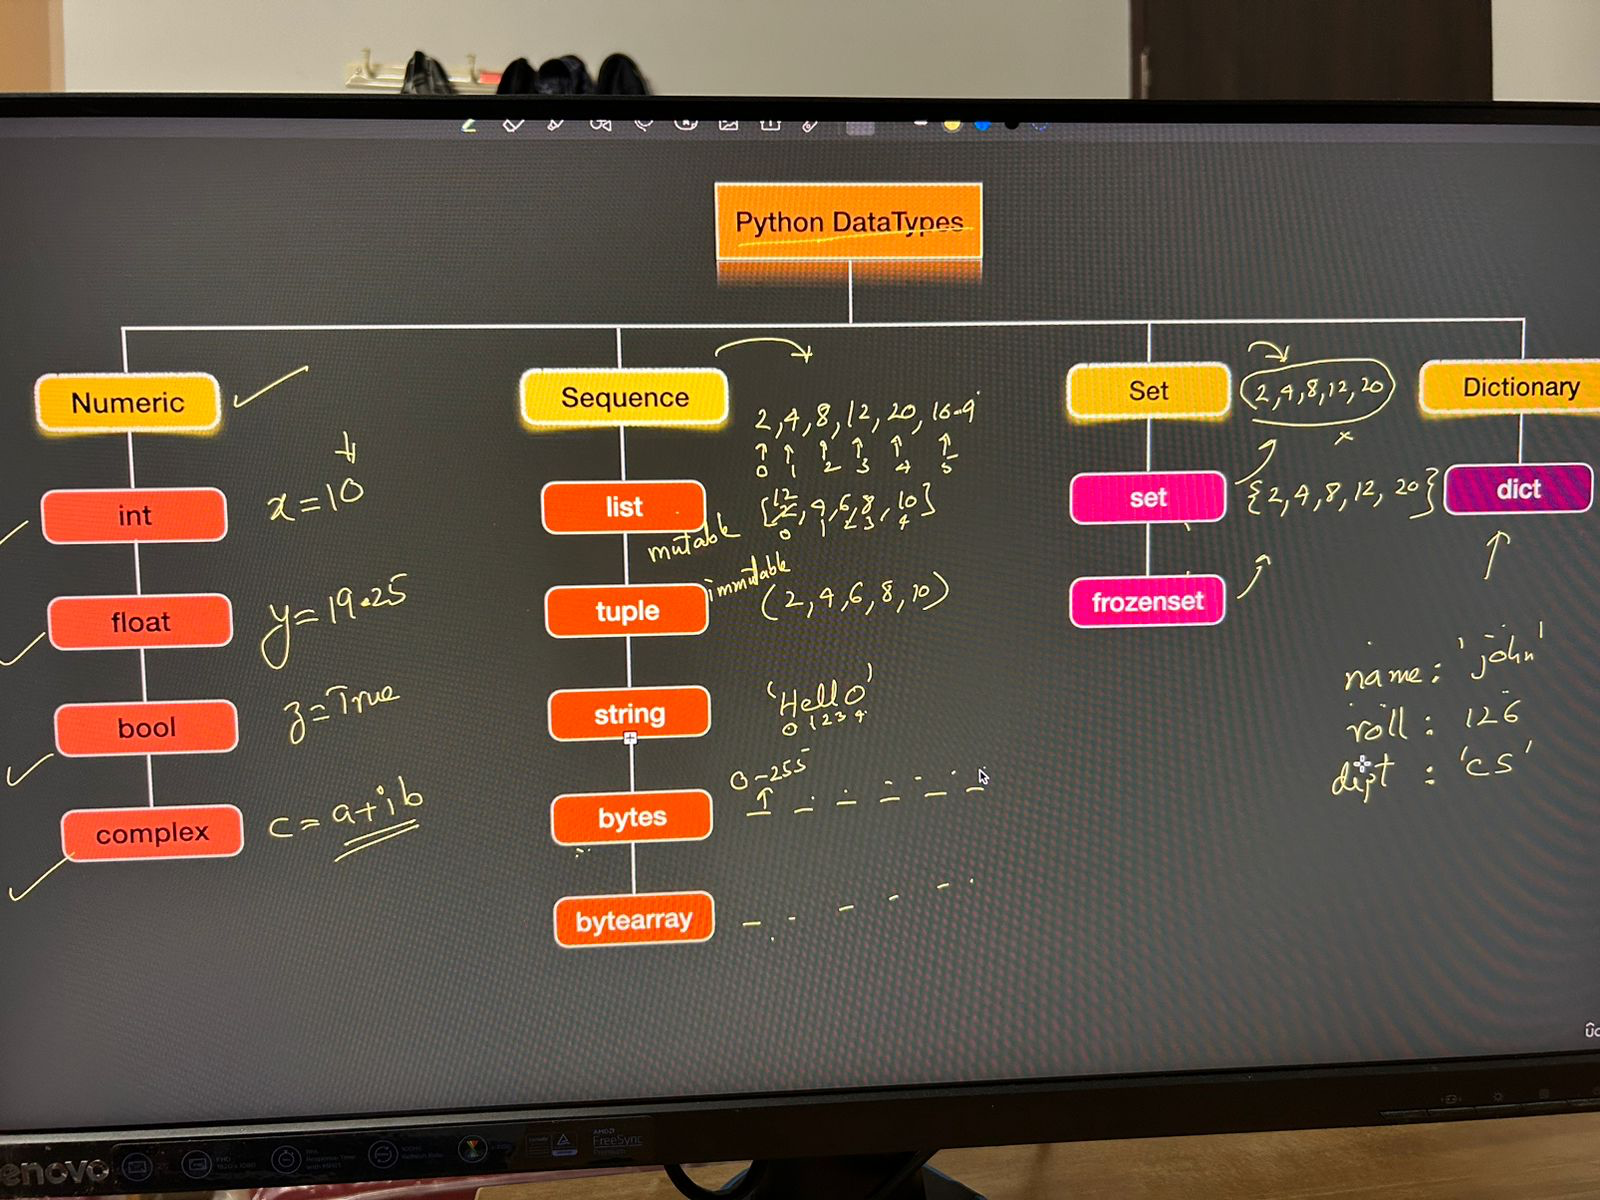 Python DataTypes
Numeric
int
x=10
float
y=19.25
bool
z=True
complex
c=a+ib
Sequence
2,4,8,12,20,16.9
0 1 2 3 4 5
list
mutable
12
[2,4,6,8,10]
0 1 2 3 4
tuple
immutable
(2,4,6,8,10)
string
'Hello'
0 1 2 3 4
bytes
0-255
bytearray
Set
2,4,8,12,20
x
set
{2,4,8,12,20}
frozenset
Dictionary
dict
name: 'john'
roll: 126
dept: 'cs'
enovo
AMD
FreeSync
Premium